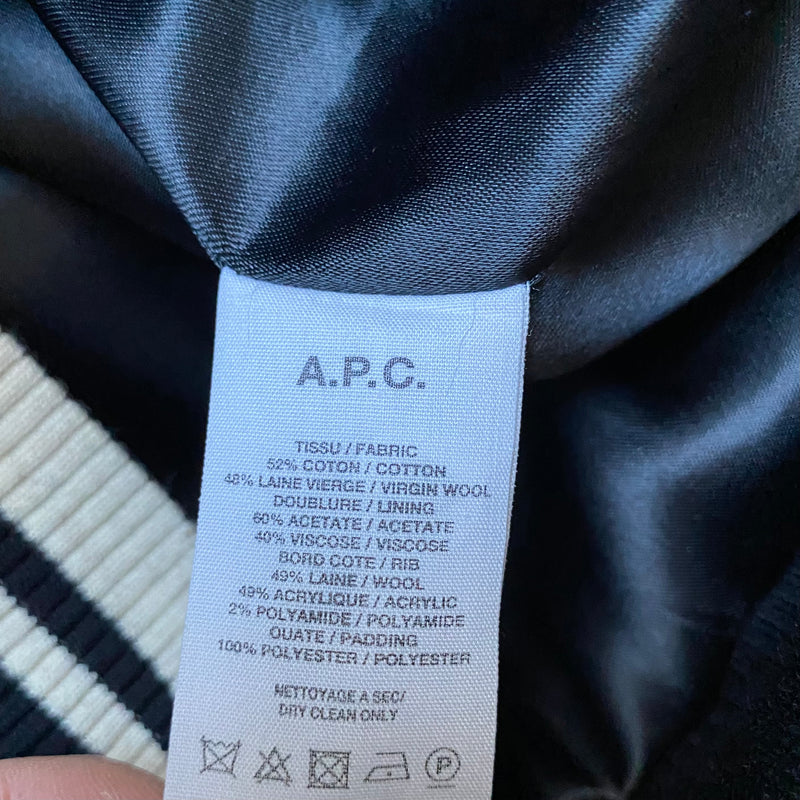 A.P.C.
TISSU / FABRIC
52% COTON / COTTON
48% LAINE VIERGE / VIRGIN WOOL
DOUBLURE / LINING
60% ACETATE / ACETATE
40% VISCOSE / VISCOSE
BORD COTE / RIB
49% LAINE / WOOL
49% ACRYLIQUE / ACRYLIC
2% POLYAMIDE / POLYAMIDE
OUATE / PADDING
100% POLYESTER / POLYESTER
NETTOYAGE A SEC/
DRY CLEAN ONLY
P